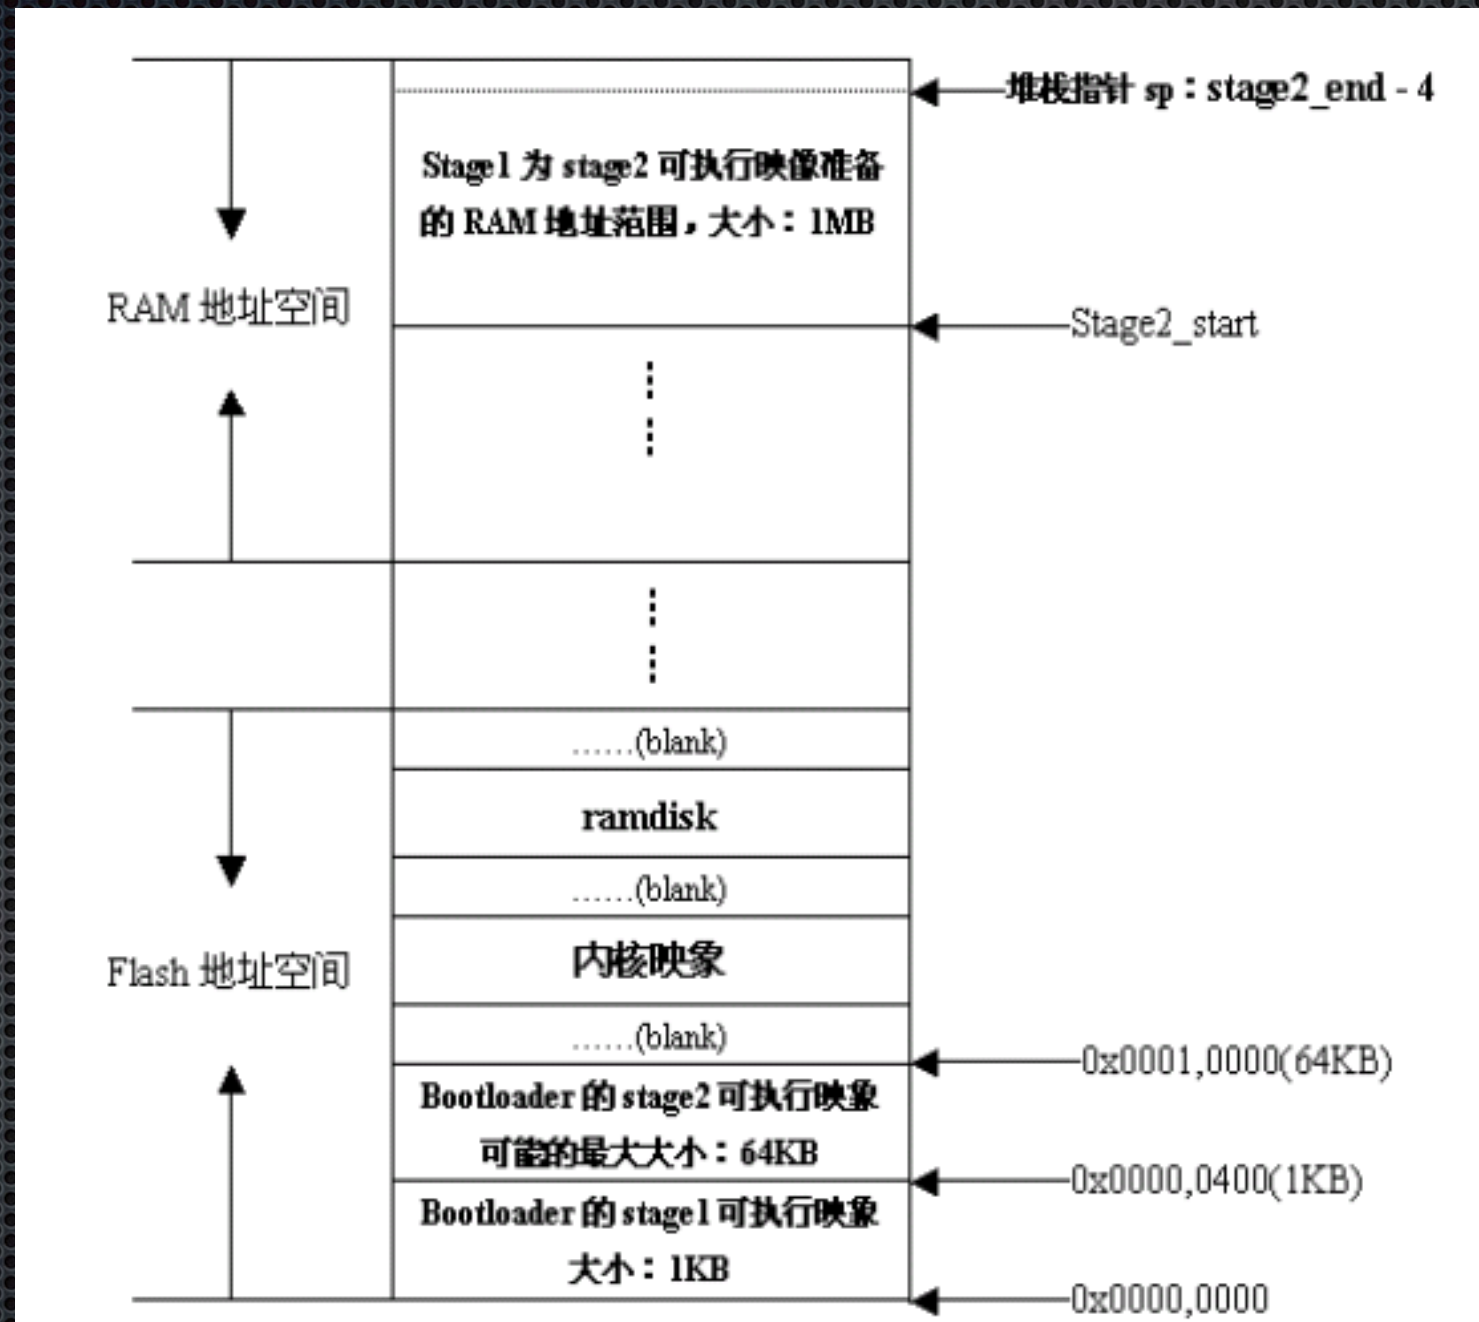 堆栈指针 sp：stage2_end - 4
Stage1 为 stage2 可执行映像准备
的 RAM 地址范围，大小：1MB
RAM 地址空间
Stage2_start
......(blank)
ramdisk
......(blank)
内核映象
Flash 地址空间
......(blank)
0x0001,0000(64KB)
Bootloader 的 stage2 可执行映象
可能的最大大小：64KB
0x0000,0400(1KB)
Bootloader 的 stage1 可执行映象
大小：1KB
0x0000,0000